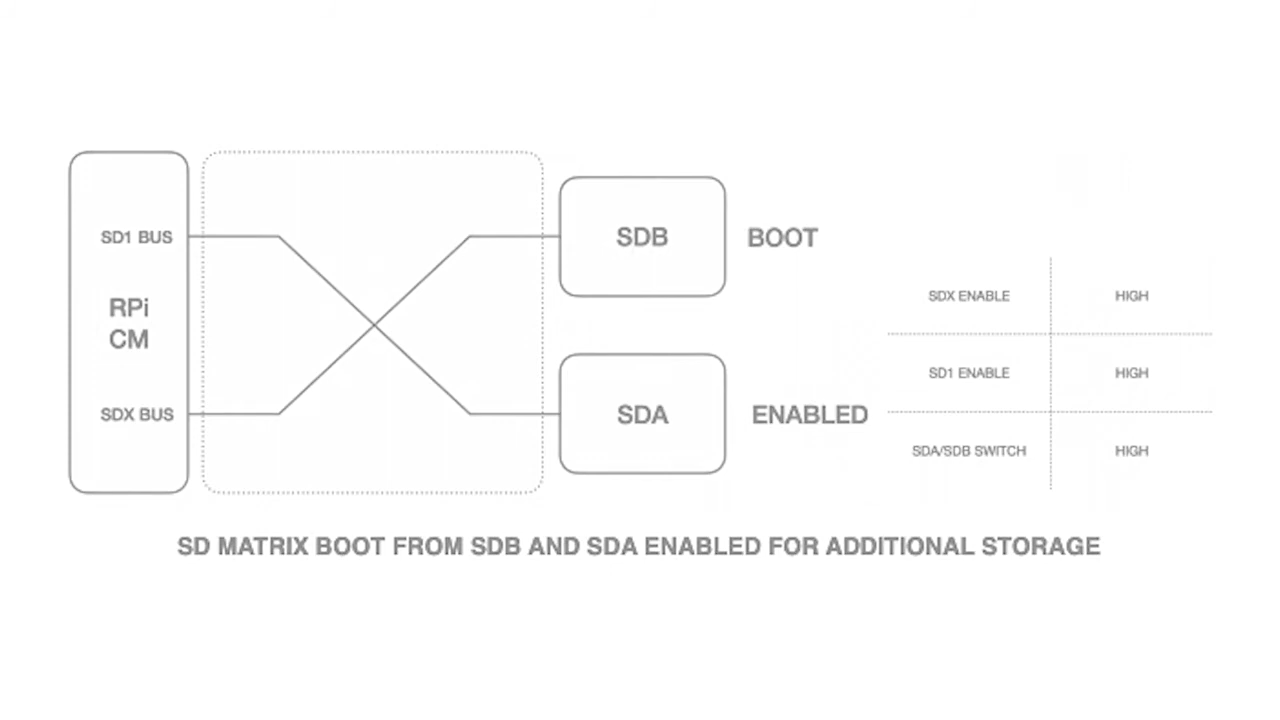 SD1 BUS
RPi
CM
SDX BUS
SDB
BOOT
SDA
ENABLED
SDX ENABLE HIGH
SD1 ENABLE HIGH
SDA/SDB SWITCH HIGH
SD MATRIX BOOT FROM SDB AND SDA ENABLED FOR ADDITIONAL STORAGE